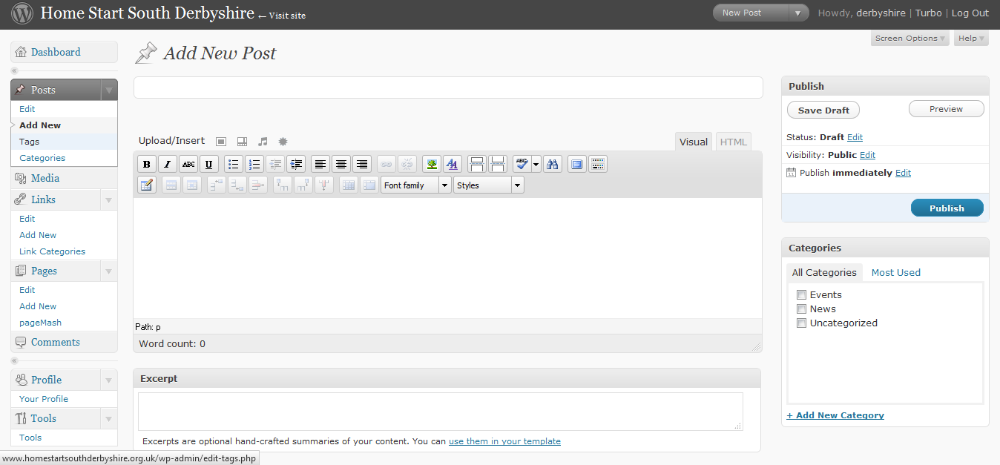 Home Start South Derbyshire ← Visit site
New Post
Howdy, derbyshire | Turbo | Log Out
Screen Options
Help
Dashboard
Posts
Edit
Add New
Tags
Categories
Media
Links
Edit
Add New
Link Categories
Pages
Edit
Add New
pageMash
Comments
Profile
Your Profile
Tools
Tools
Add New Post
Upload/Insert
Visual
HTML
B I ABC U
ABC
Font family
Styles
Path: p
Word count: 0
Excerpt
Excerpts are optional hand-crafted summaries of your content. You can use them in your template
Publish
Save Draft
Preview
Status: Draft Edit
Visibility: Public Edit
Publish immediately Edit
Publish
Categories
All Categories
Most Used
Events
News
Uncategorized
+ Add New Category
www.homestartsouthderbyshire.org.uk/wp-admin/edit-tags.php